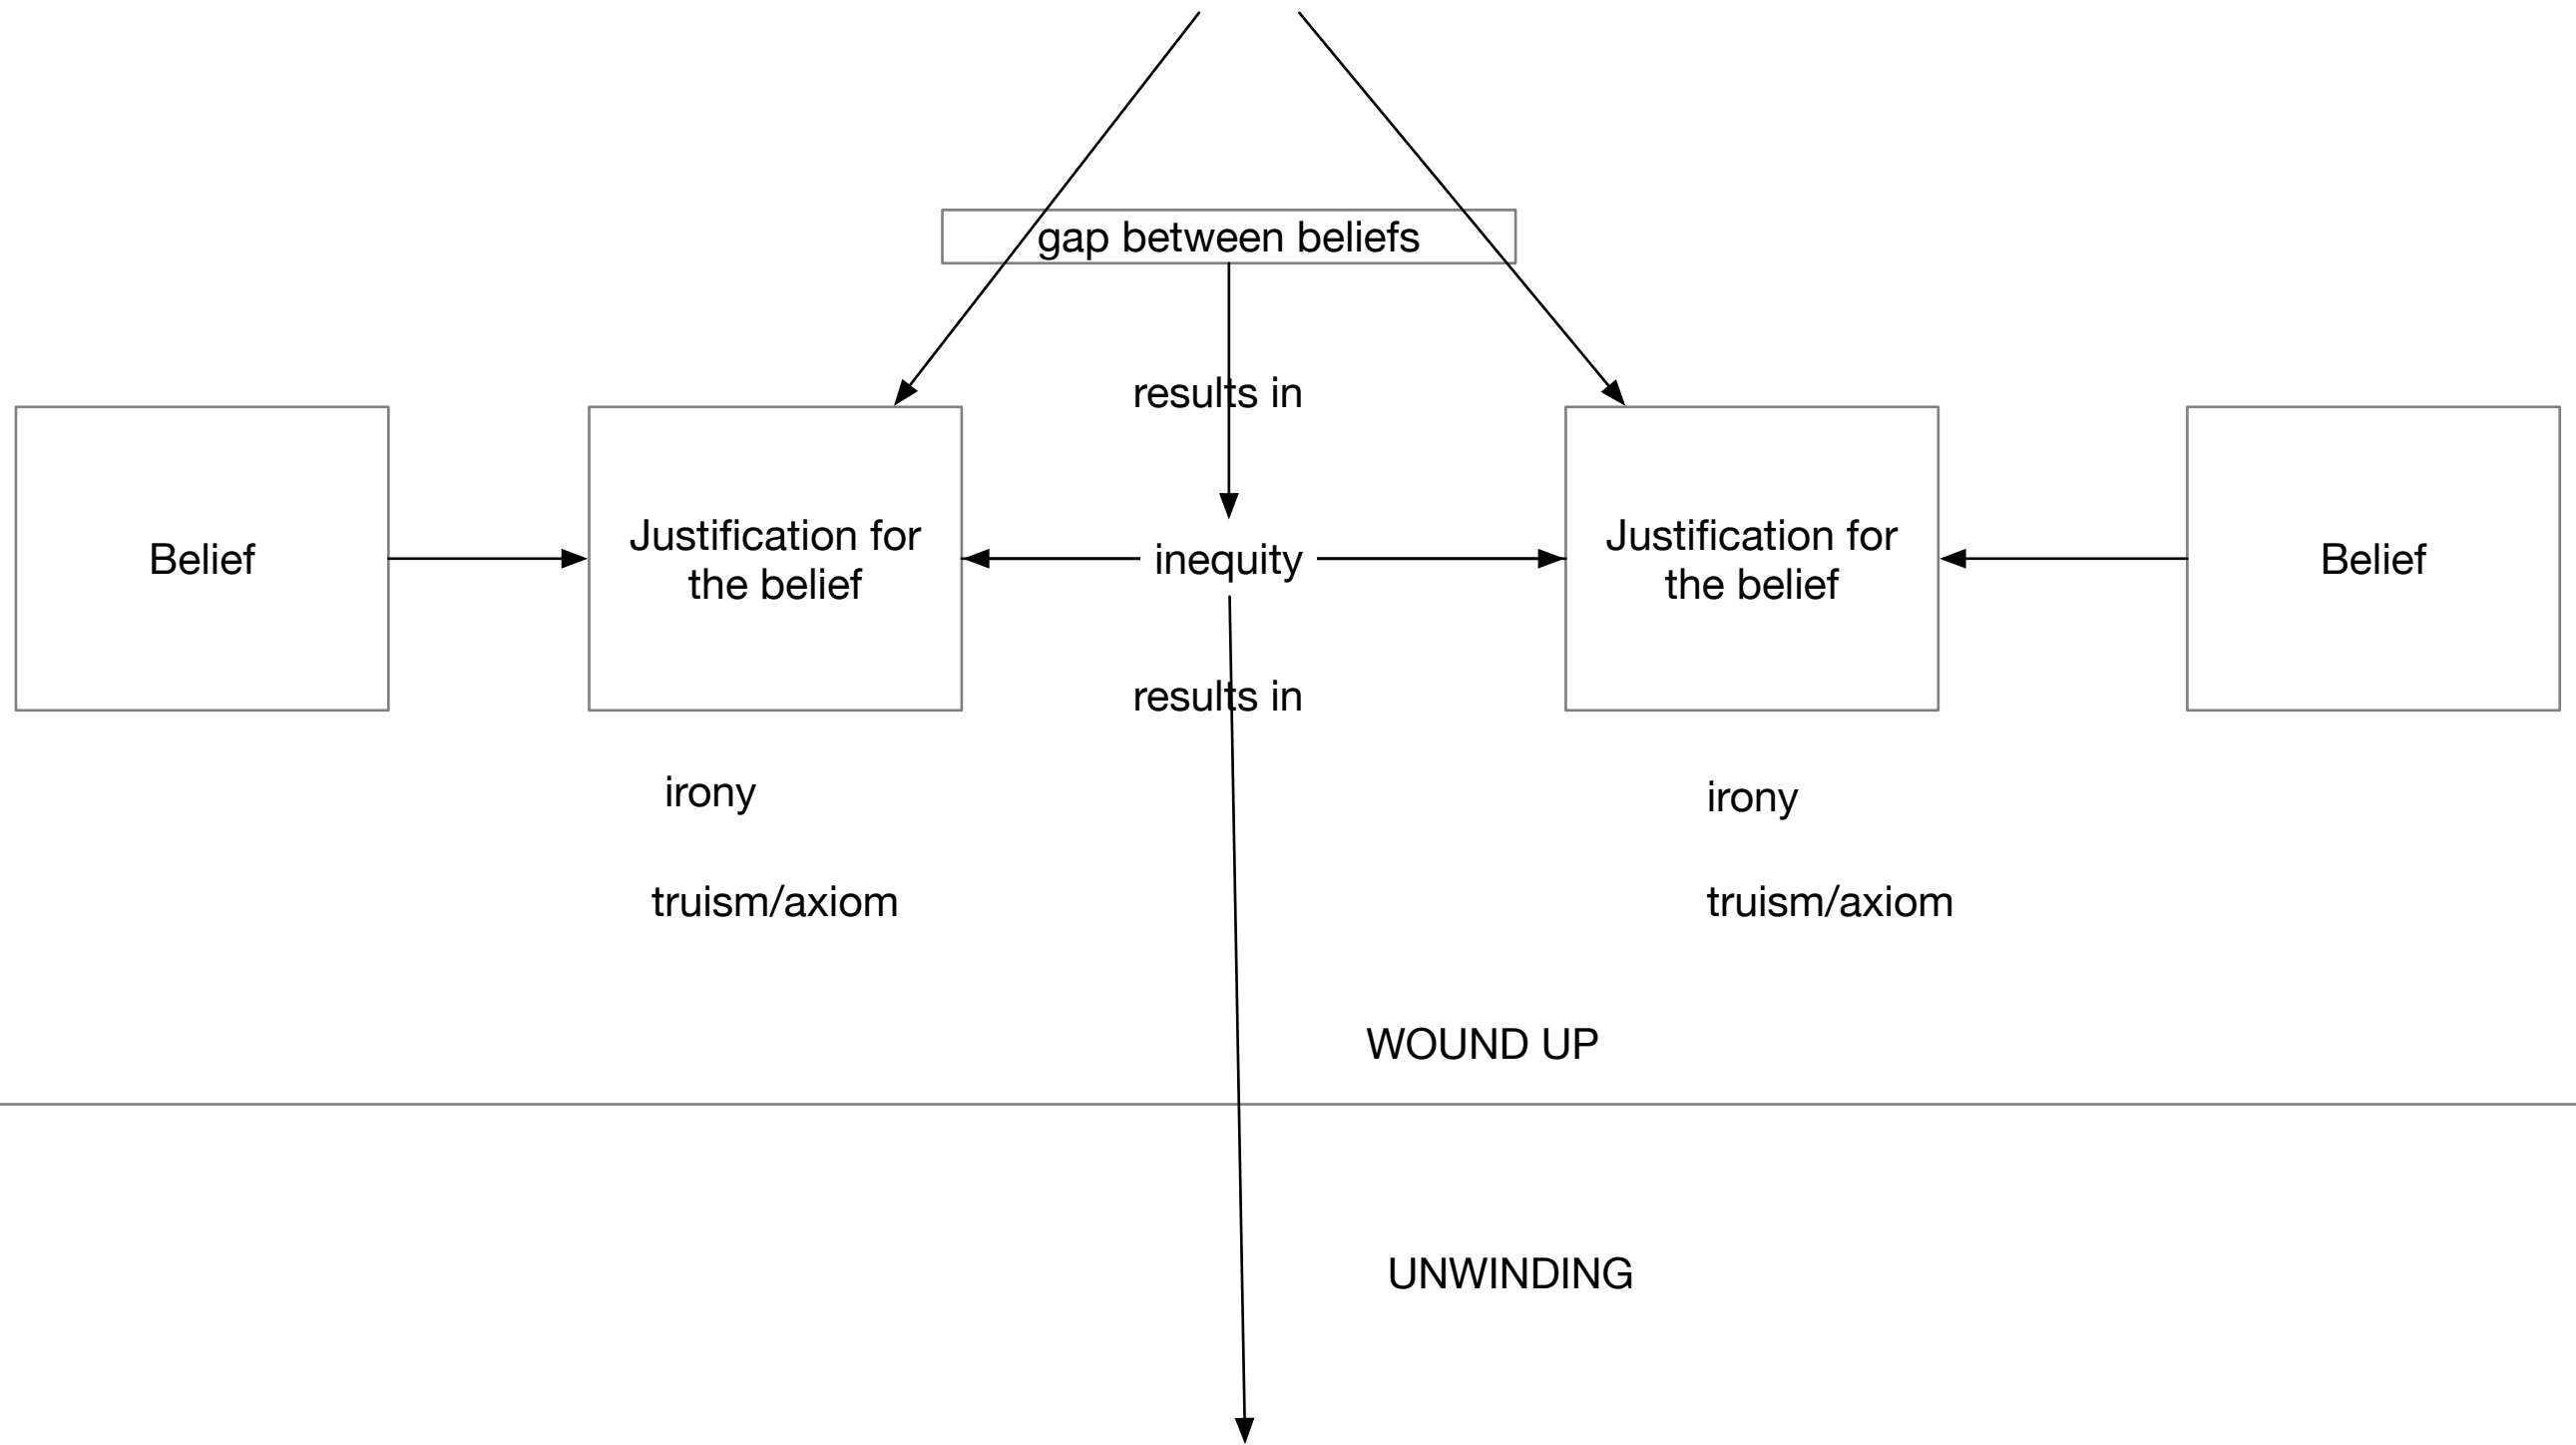 gap between beliefs
results in
Belief
Justification for
the belief
inequity
Justification for
the belief
Belief
results in
irony
irony
truism/axiom
truism/axiom
WOUND UP
UNWINDING